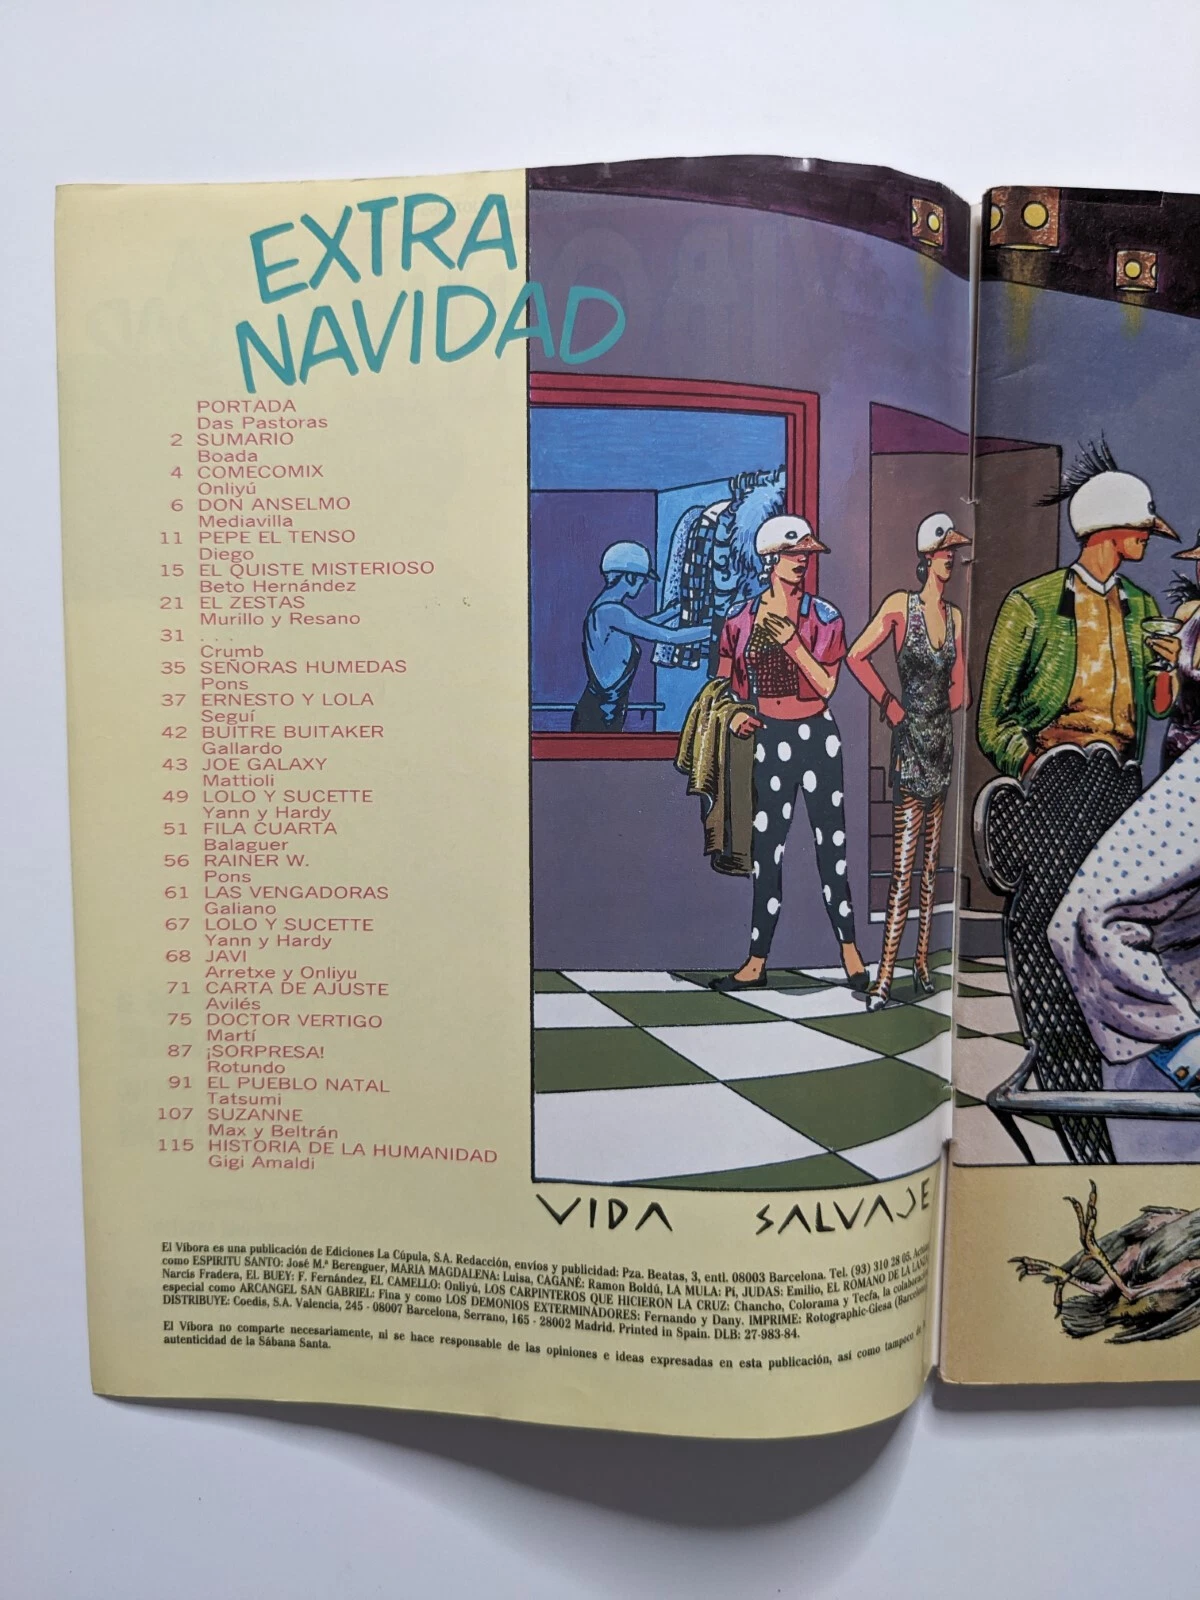 EXTRA
NAVIDAD
PORTADA
Das Pastoras
2 SUMARIO
Boada
4 COMECOMIX
Onliyú
6 DON ANSELMO
Mediavilla
11 PEPE EL TENSO
Diego
15 EL QUISTE MISTERIOSO
Beto Hernández
21 EL ZESTAS
Murillo y Resano
31 . . .
Crumb
35 SEÑORAS HUMEDAS
Pons
37 ERNESTO Y LOLA
Seguí
42 BUITRE BUITAKER
Gallardo
43 JOE GALAXY
Mattioli
49 LOLO Y SUCETTE
Yann y Hardy
51 FILA CUARTA
Balaguer
56 RAINER W.
Pons
61 LAS VENGADORAS
Galiano
67 LOLO Y SUCETTE
Yann y Hardy
68 JAVI
Arretxe y Onliyu
71 CARTA DE AJUSTE
Avilés
75 DOCTOR VERTIGO
Martí
87 ¡SORPRESA!
Rotundo
91 EL PUEBLO NATAL
Tatsumi
107 SUZANNE
Max y Beltrán
115 HISTORIA DE LA HUMANIDAD
Gigi Amaldi
VIDA SALVAJE
El Víbora es una publicación de Ediciones La Cúpula, S.A. Redacción, envíos y publicidad: Pza. Beatas, 3, entl. 08003 Barcelona. Tel. (93) 310 28 05.
como ESPIRITU SANTO: José M.ª Berenguer, MARIA MAGDALENA: Luisa, CAGANÉ: Ramon Boldú, LA MULA: Pi, JUDAS: Emilio, EL ROMANO DE LA LANZA:
Narcís Fradera, EL BUEY: F. Fernández, EL CAMELLO: Onliyú, LOS CARPINTEROS QUE HICIERON LA CRUZ: Chancho, Colorama y Tecfa, la colaboración
especial como ARCANGEL SAN GABRIEL: Fina y como LOS DEMONIOS EXTERMINADORES: Fernando y Dany. IMPRIME: Rotographic-Giesa (Barcelona)
DISTRIBUYE: Coedis, S.A. Valencia, 245 - 08007 Barcelona, Serrano, 165 - 28002 Madrid. Printed in Spain. DLB: 27-983-84.
El Víbora no comparte necesariamente, ni se hace responsable de las opiniones e ideas expresadas en esta publicación, así como tampoco de
autenticidad de la Sábana Santa.